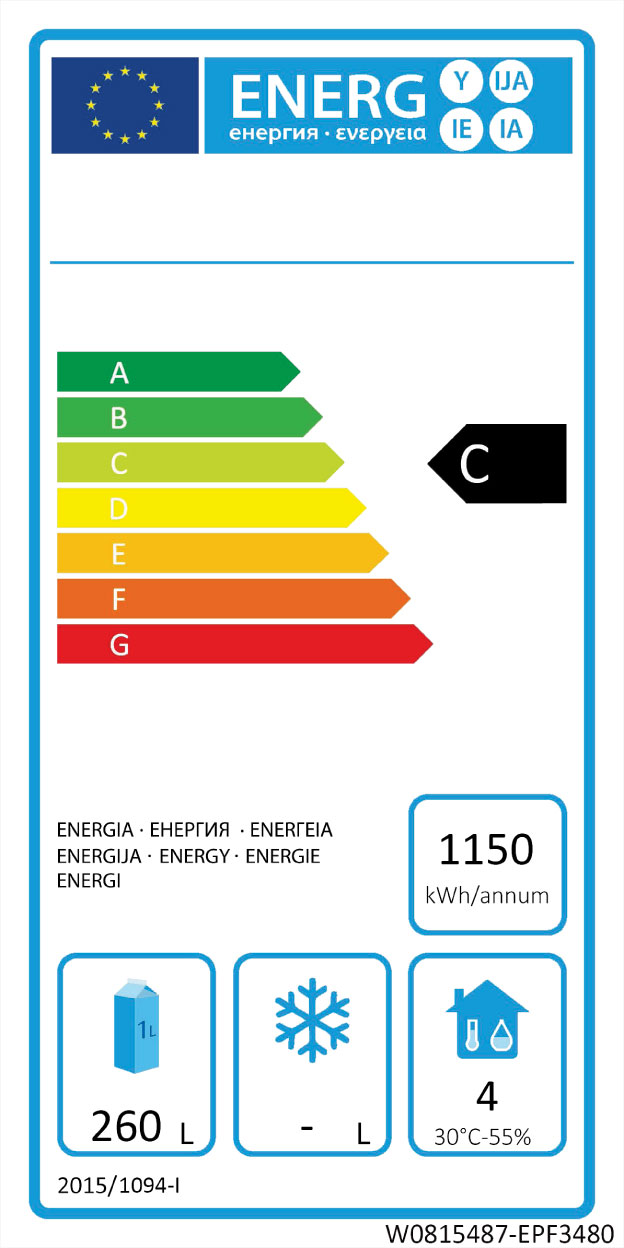 ENERG Y IJA
енергия · ενεργεια IE IA
A
B
C
C
D
E
F
G
ENERGIA · ЕНЕРГИЯ · ΕΝΕΡΓΕΙΑ
ENERGIJA · ENERGY · ENERGIE
ENERGI
1150
kWh/annum
1L
260 L
- L
4
30°C-55%
2015/1094-I
W0815487-EPF3480